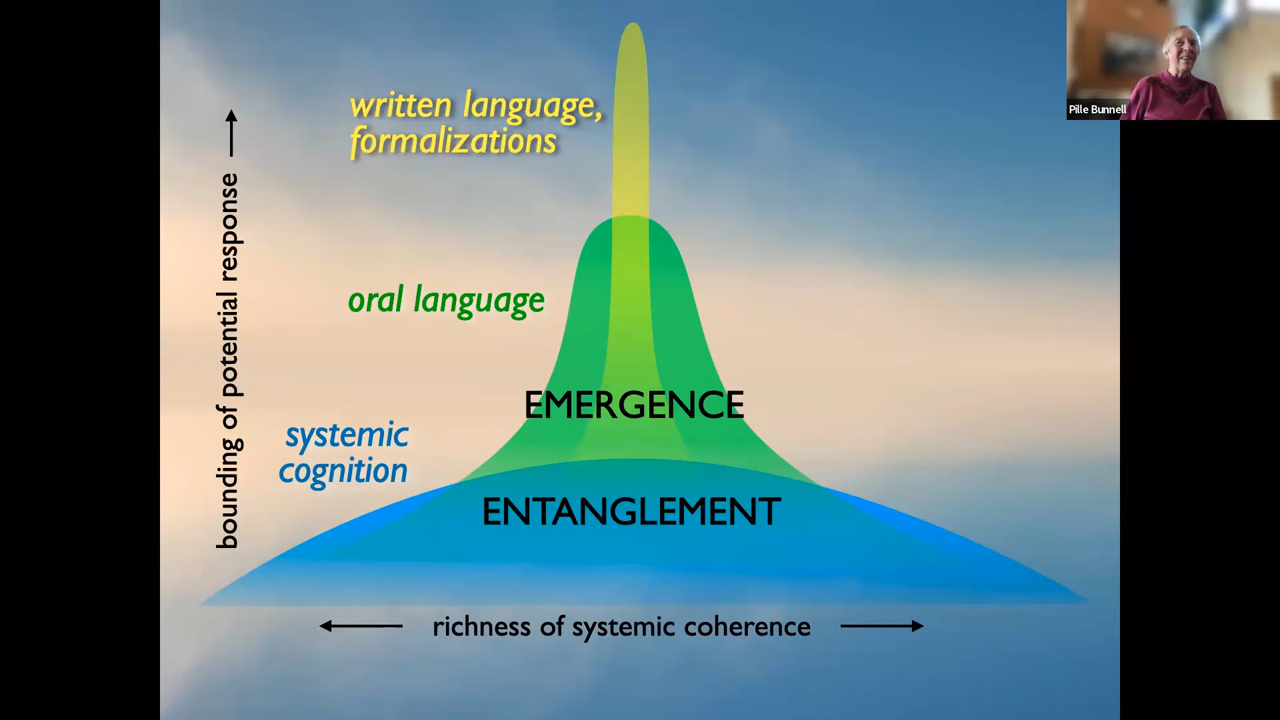 Pille Bunnell
written language,
formalizations
bounding of potential response
oral language
EMERGENCE
systemic
cognition
ENTANGLEMENT
richness of systemic coherence